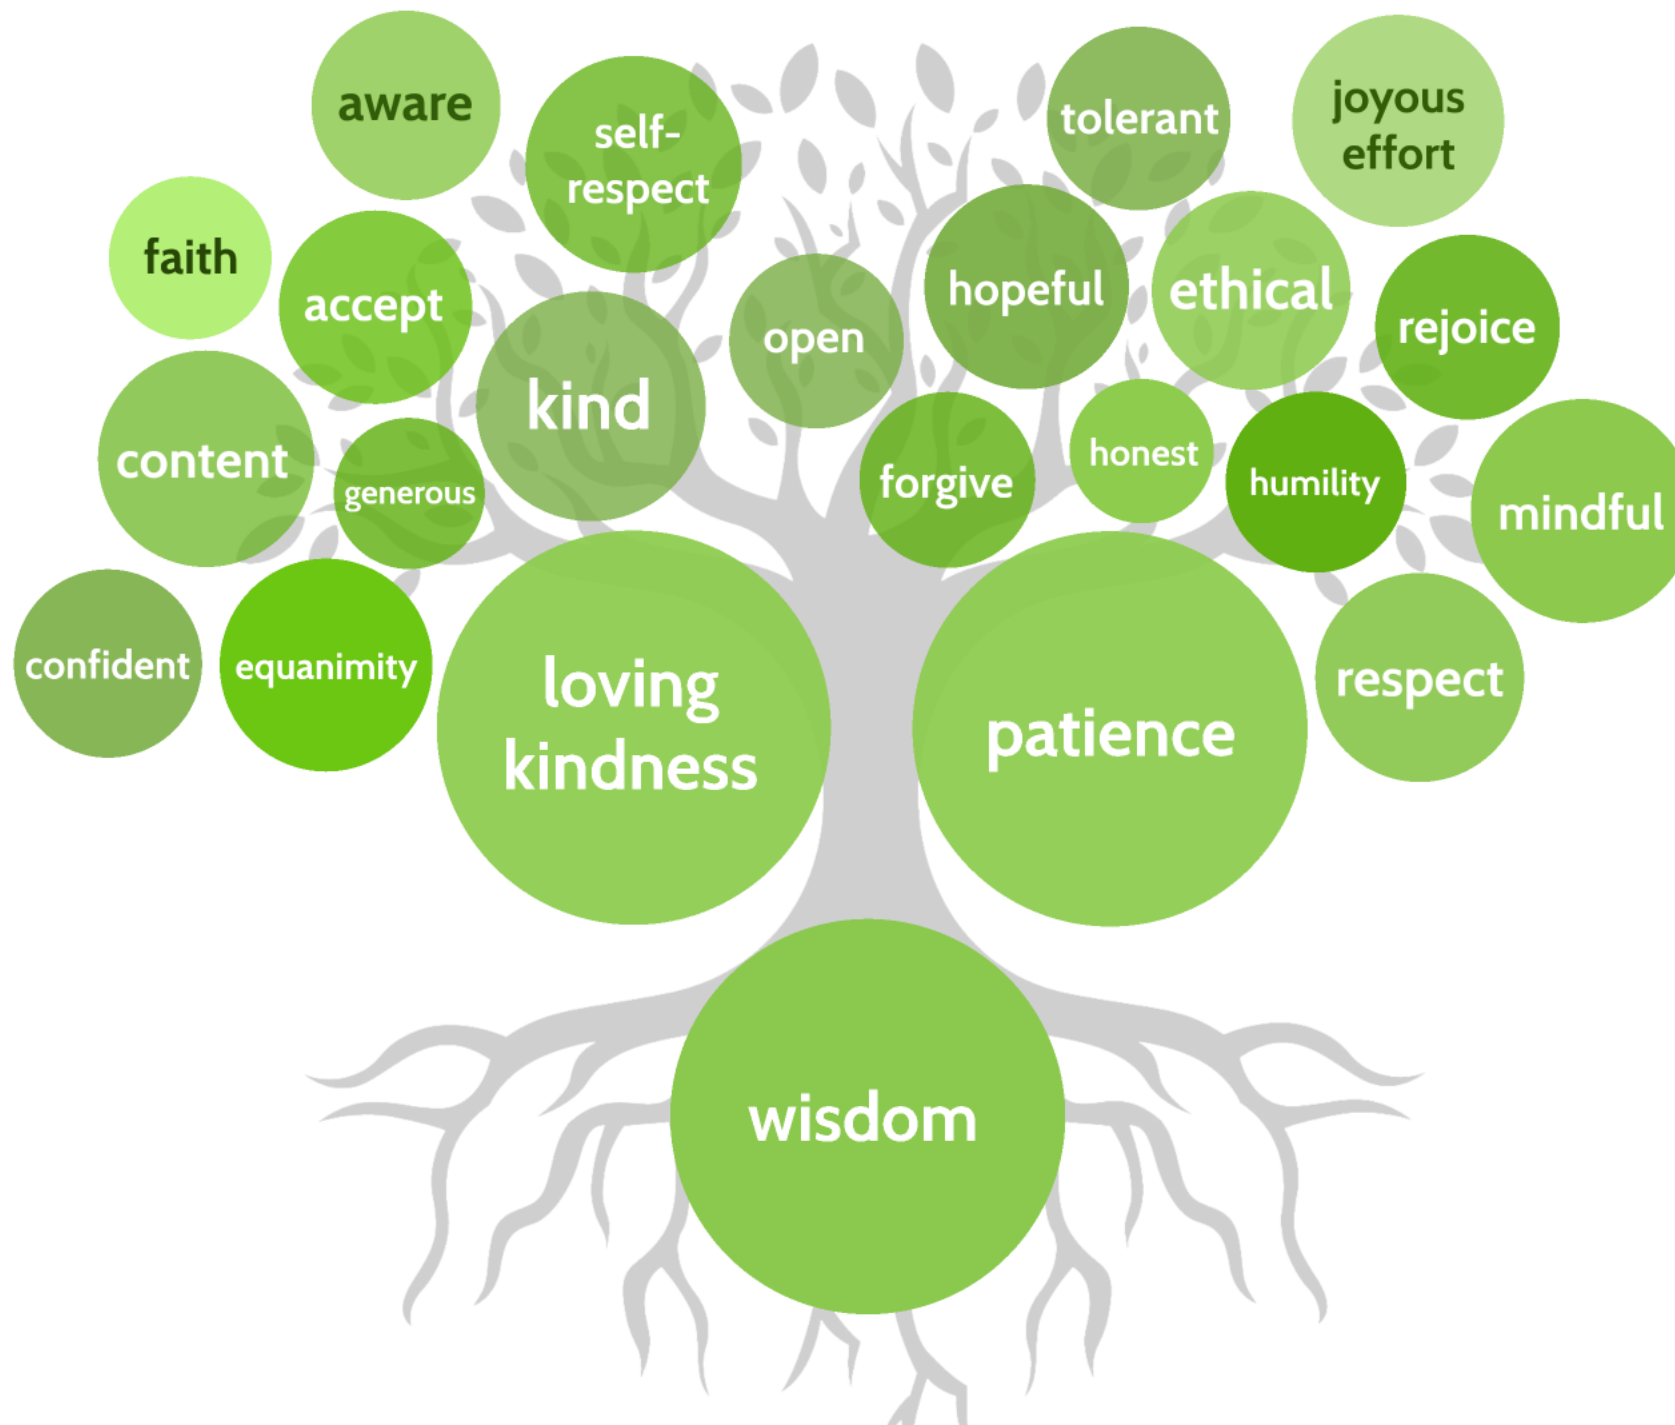 aware
self-
respect
tolerant
joyous
effort
faith
accept
hopeful
ethical
rejoice
kind
open
content
generous
forgive
honest
humility
mindful
confident
equanimity
loving
kindness
patience
respect
wisdom